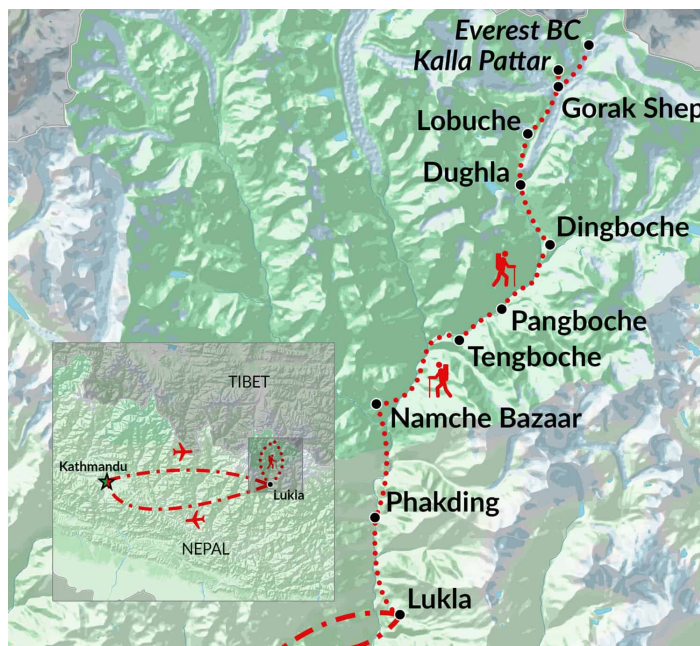 Everest BC
Kalla Pattar
Gorak Shep
Lobuche
Dughla
Dingboche
Pangboche
Tengboche
Namche Bazaar
Phakding
Lukla
TIBET
Kathmandu
Lukla
NEPAL